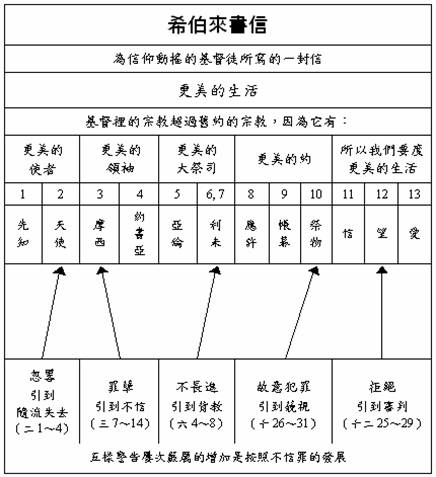 希伯來書信
為信仰動搖的基督徒所寫的一封信
更美的生活
基督裡的宗教超過舊約的宗教，因為它有：
更美的使者 更美的領袖 更美的大祭司 更美的約 所以我們要度更美的生活
1 2 3 4 5 6,7 8 9 10 11 12 13
先知 天使 摩西 約書亞 亞倫 利未 應許 帳幕 祭物 信 望 愛
忽畧
引到
隨流失去
（二1～4）
罪孽
引到不信
（三7～14）
不長進
引到背教
（六4～8）
故意犯罪
引到藐視
（十26～31）
拒絕
引到審判
（十二25～29）
五樣警告屢次嚴厲的增加是按照不信罪的發展